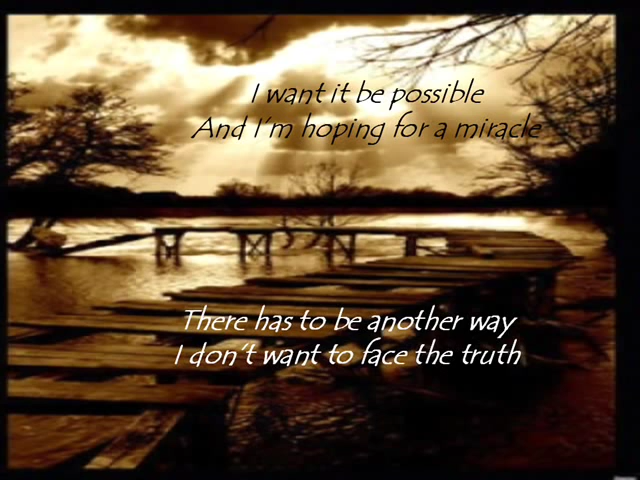 I want it be possible
And I'm hoping for a miracle
There has to be another way
I don't want to face the truth